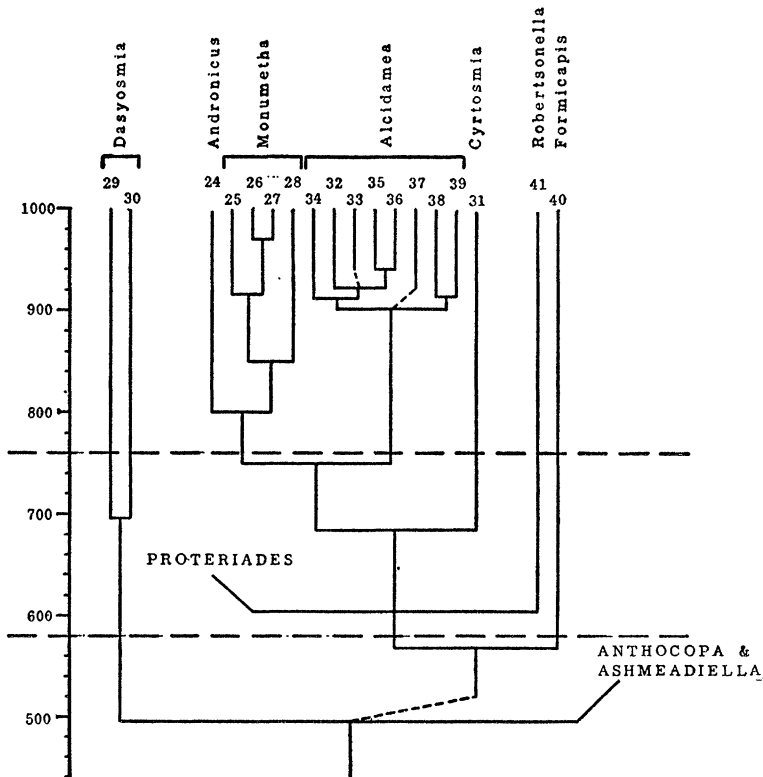 Dasyosmia
Andronicus
Monumetha
Alcidamea
Cyrtosmia
Robertsonella
Formicapis
29 30 24 25 26 27 28 34 32 33 35 36 37 38 39 31 41 40
1000
900
800
700
PROTERIADES
600
ANTHOCOPA &
ASHMEADIELLA
500